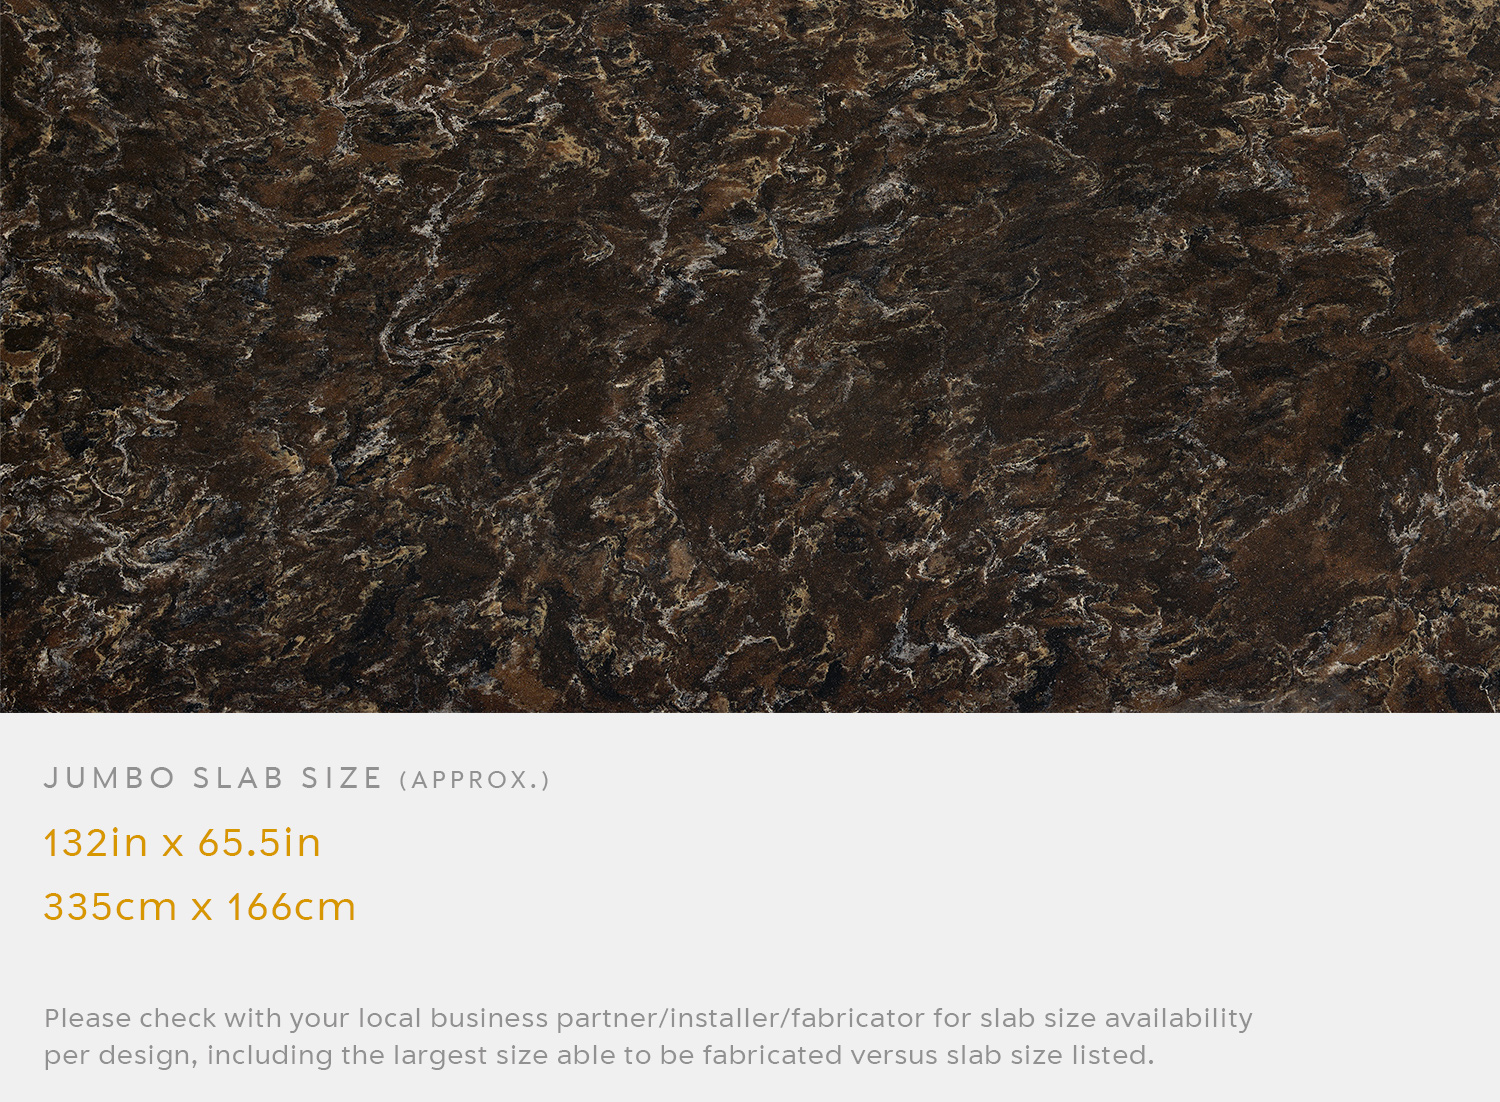 JUMBO SLAB SIZE (APPROX.)
132in x 65.5in
335cm x 166cm
Please check with your local business partner/installer/fabricator for slab size availability
per design, including the largest size able to be fabricated versus slab size listed.